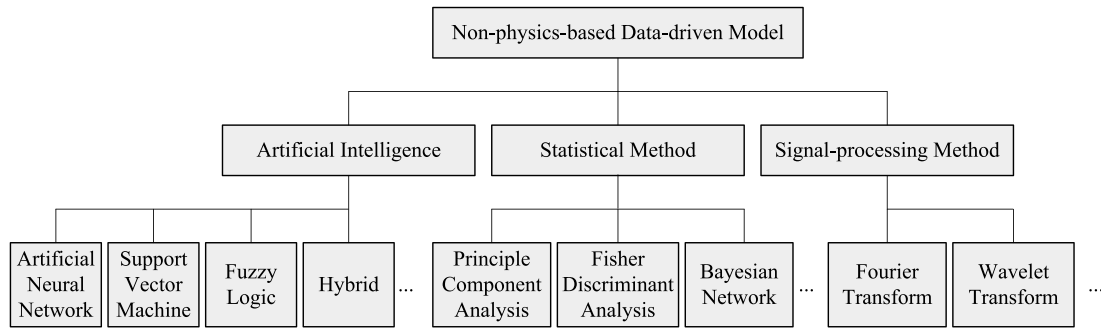 Non-physics-based Data-driven Model
Artificial Intelligence
Statistical Method
Signal-processing Method
Artificial
Neural
Network
Support
Vector
Machine
Fuzzy
Logic
Hybrid
...
Principle
Component
Analysis
Fisher
Discriminant
Analysis
Bayesian
Network
...
Fourier
Transform
Wavelet
Transform
...